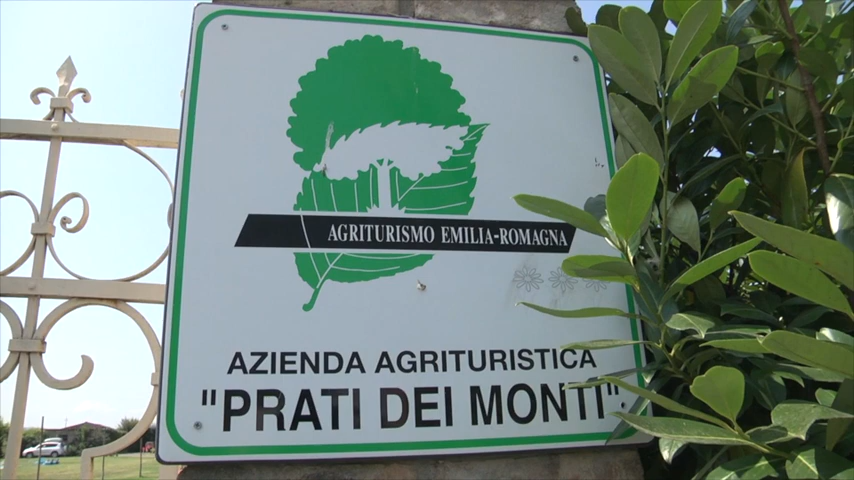 AGRITURISMO EMILIA-ROMAGNA
AZIENDA AGRITURISTICA
"PRATI DEI MONTI"